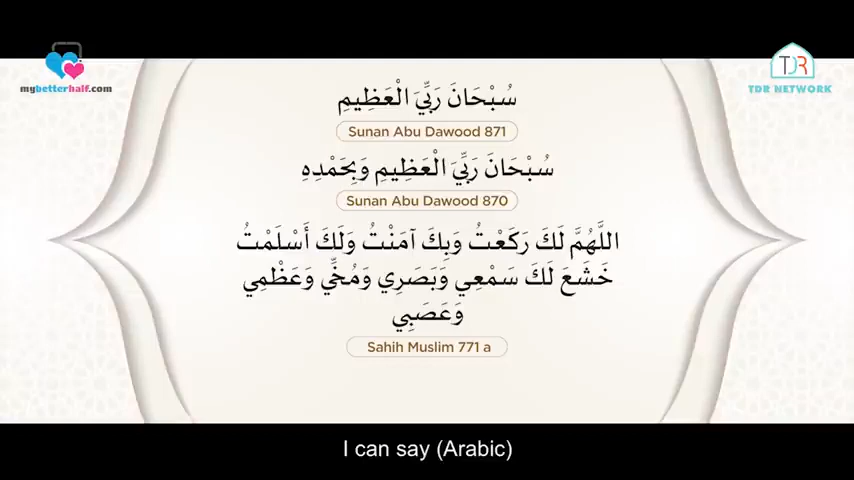 mybetterhalf.com
TDR
TDR NETWORK
سُبْحَانَ رَبِّيَ الْعَظِيمِ
Sunan Abu Dawood 871
سُبْحَانَ رَبِّيَ الْعَظِيمِ وَبِحَمْدِهِ
Sunan Abu Dawood 870
اللَّهُمَّ لَكَ رَكَعْتُ وَبِكَ آمَنْتُ وَلَكَ أَسْلَمْتُ
خَشَعَ لَكَ سَمْعِي وَبَصَرِي وَمُخِّي وَعَظْمِي
وَعَصَبِي
Sahih Muslim 771 a
I can say (Arabic)